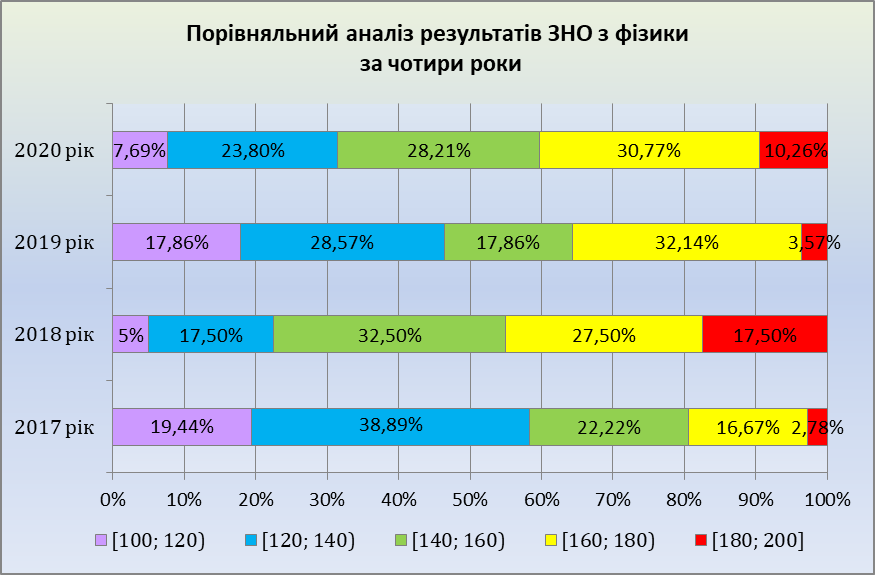 Порівняльний аналіз результатів ЗНО з фізики
за чотири роки
2020 рік 7,69% 23,80% 28,21% 30,77% 10,26%
2019 рік 17,86% 28,57% 17,86% 32,14% 3,57%
2018 рік 5% 17,50% 32,50% 27,50% 17,50%
2017 рік 19,44% 38,89% 22,22% 16,67% 2,78%
0% 10% 20% 30% 40% 50% 60% 70% 80% 90% 100%
[100; 120) [120; 140) [140; 160) [160; 180) [180; 200]